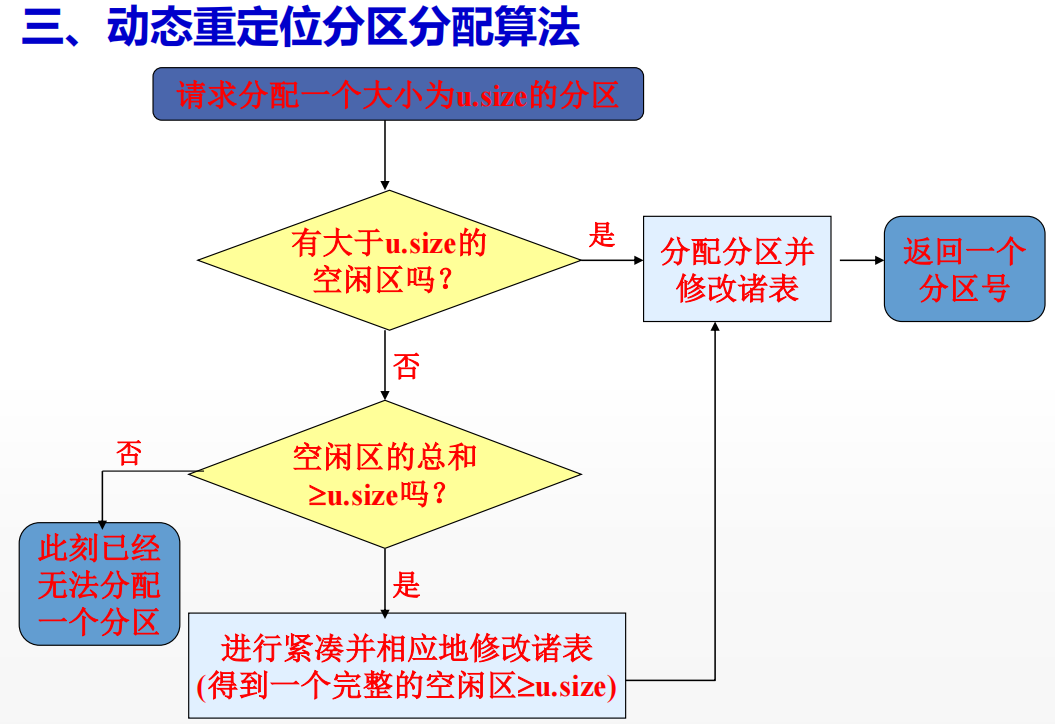 三、动态重定位分区分配算法
请求分配一个大小为u.size的分区
有大于u.size的
空闲区吗？
是
分配分区并
修改诸表
返回一个
分区号
否
空闲区的总和
≥u.size吗？
否
此刻已经
无法分配
一个分区
是
进行紧凑并相应地修改诸表
(得到一个完整的空闲区≥u.size)